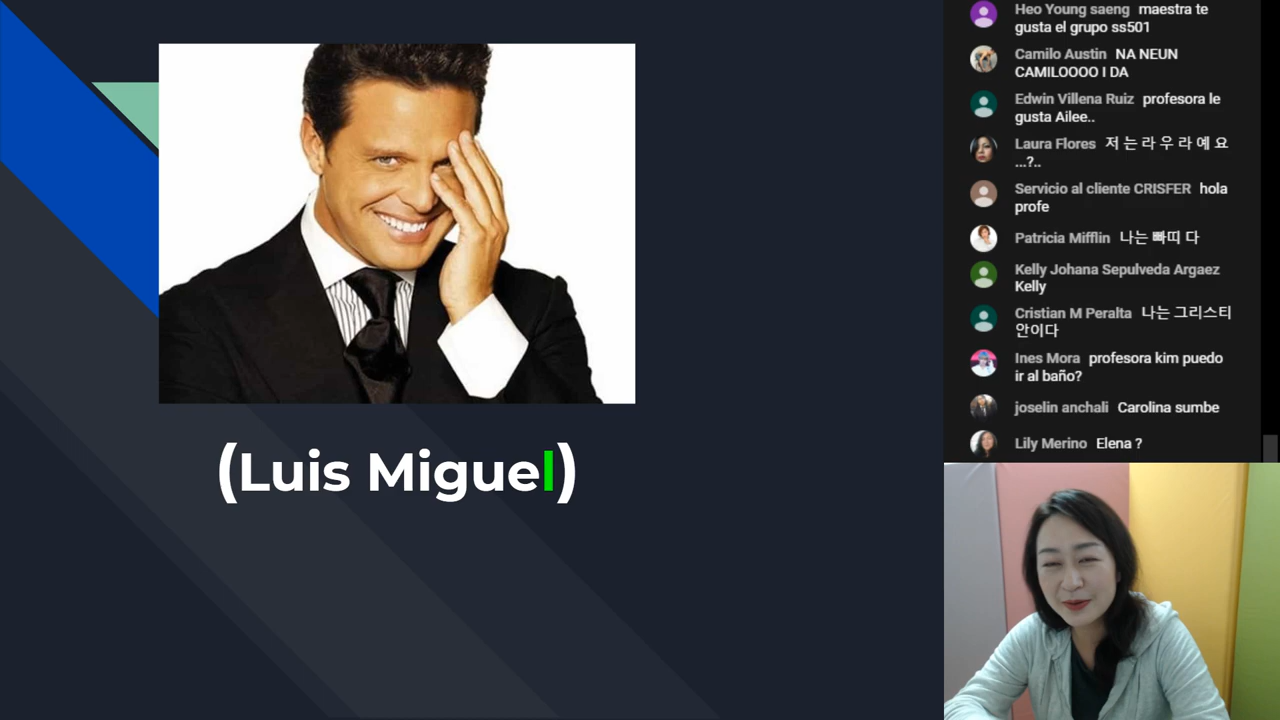 (Luis Miguel)
Heo Young saeng maestra te
gusta el grupo ss501
Camilo Austin NA NEUN
CAMILOOOO I DA
Edwin Villena Ruiz profesora le
gusta Ailee..
Laura Flores 저 는 라 우 라 예 요
...?..
Servicio al cliente CRISFER hola
profe
Patricia Mifflin 나는 빠띠 다
Kelly Johana Sepulveda Argaez
Kelly
Cristian M Peralta 나는 그리스티
안이다
Ines Mora profesora kim puedo
ir al baño?
joselin anchali Carolina sumbe
Lily Merino Elena ?